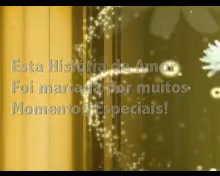 Esta História de Amor
Foi marcada por muitos
Momentos Especiais!